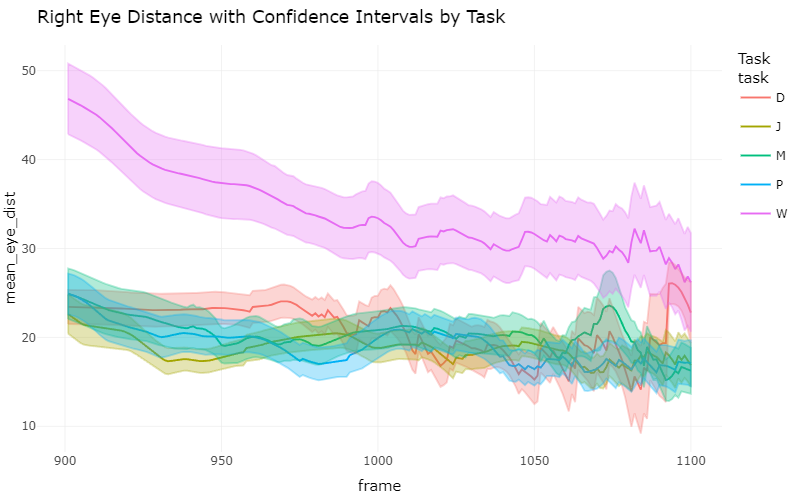 Right Eye Distance with Confidence Intervals by Task
50
40
30
20
10
mean_eye_dist
900
950
1000
1050
1100
frame
Task
task
D
J
M
P
W